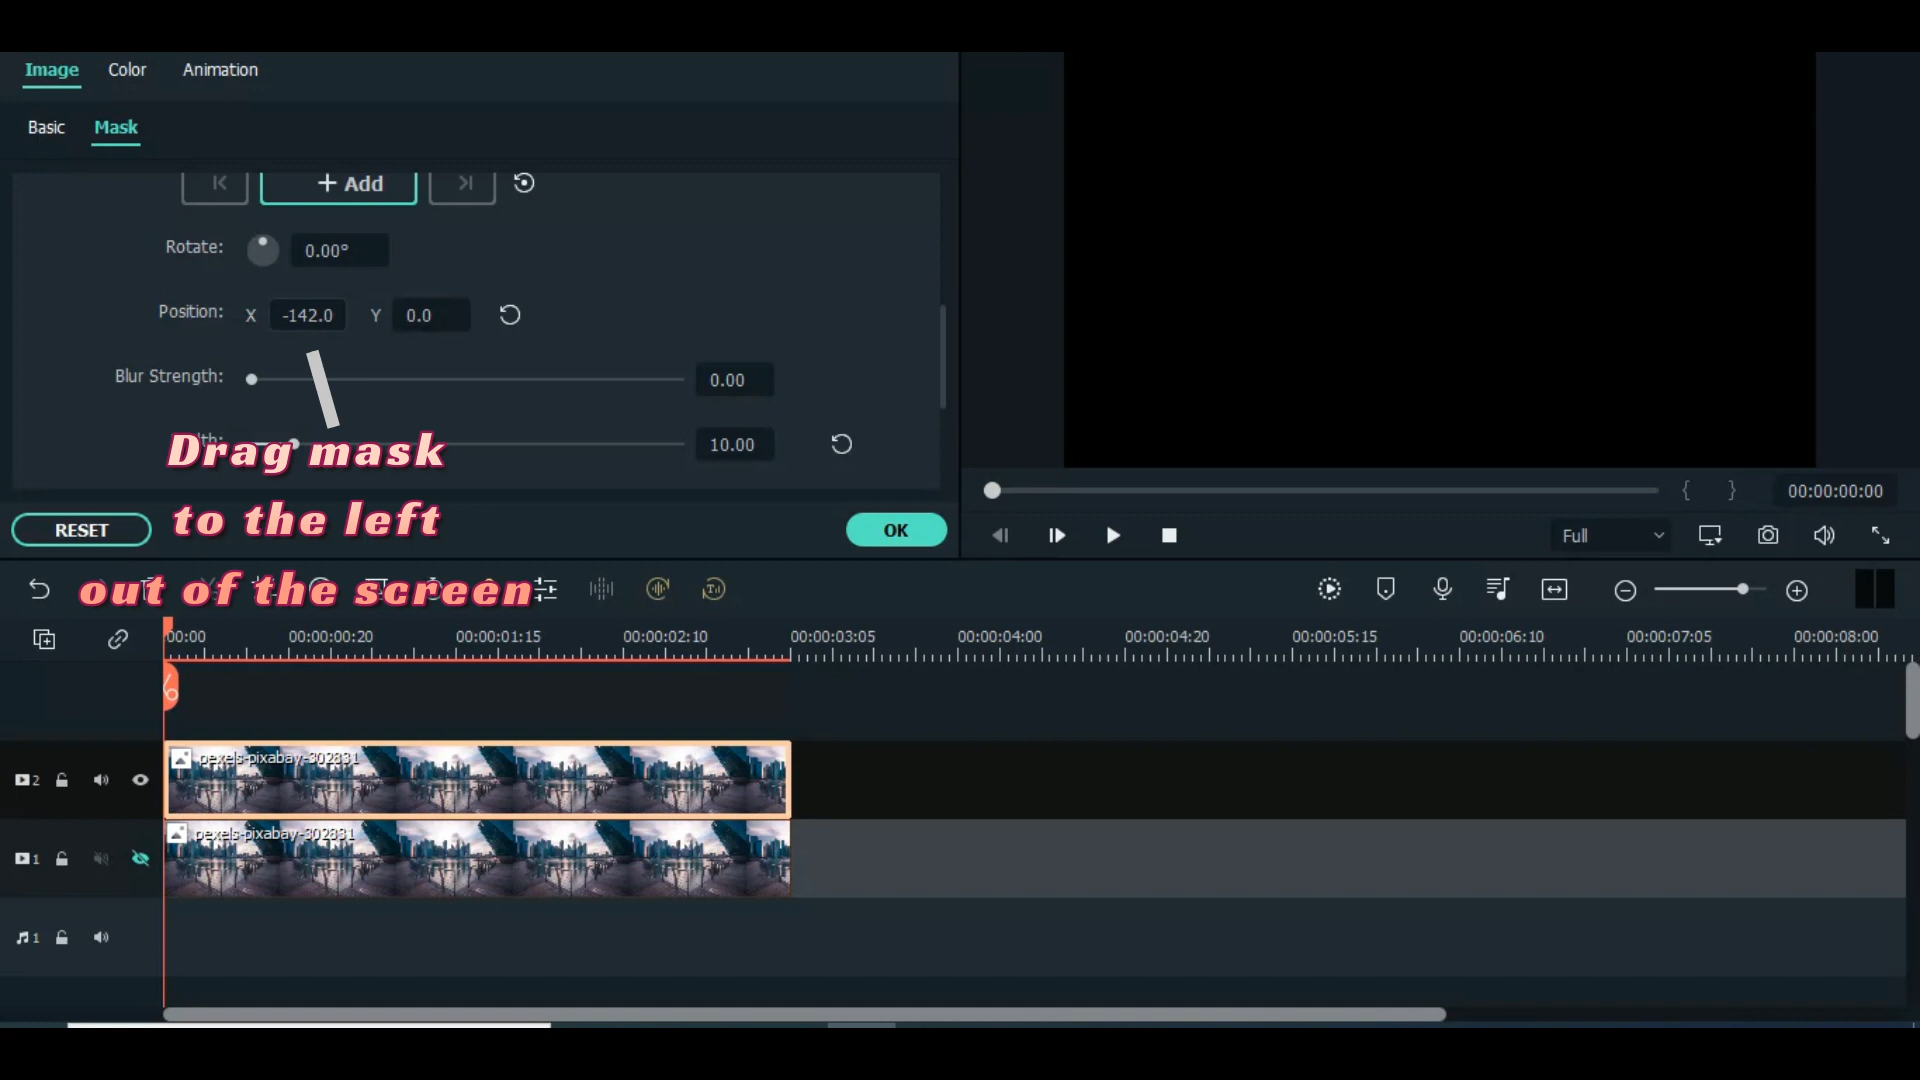 Image Color Animation
Basic Mask
+ Add
Rotate: 0.00°
Position: X -142.0 Y 0.0
Blur Strength: 0.00
10.00
Drag mask
to the left
out of the screen
RESET
OK
{ } 00:00:00:00
Full
00:00 00:00:00:20 00:00:01:15 00:00:02:10 00:00:03:05 00:00:04:00 00:00:04:20 00:00:05:15 00:00:06:10 00:00:07:05 00:00:08:00
2 pexels-pixabay-302831
1 pexels-pixabay-302831
1